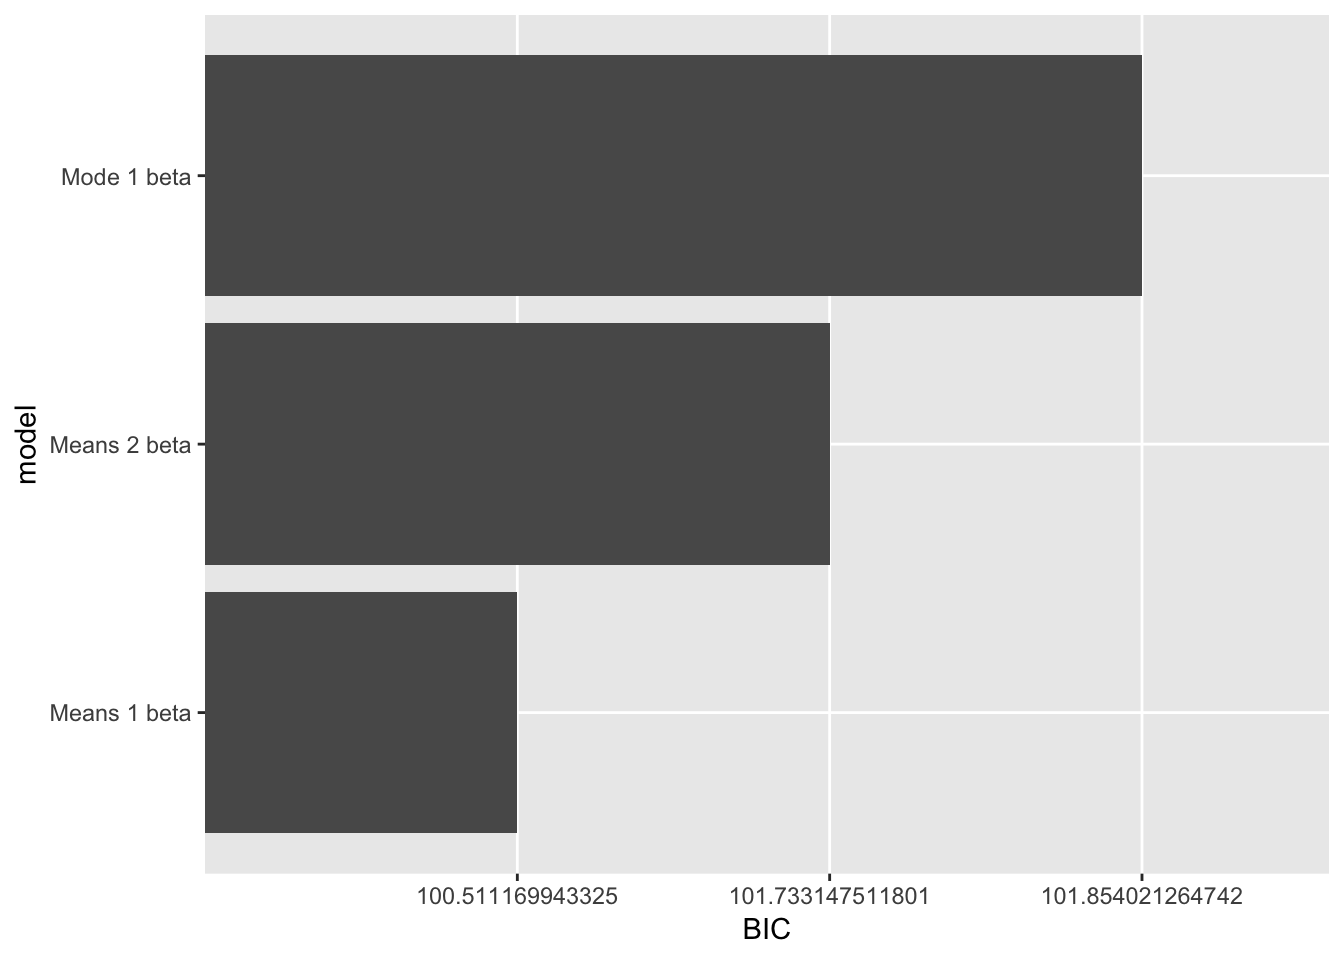 Mode 1 beta
Means 2 beta
Means 1 beta
model
100.511169943325
101.733147511801
101.854021264742
BIC